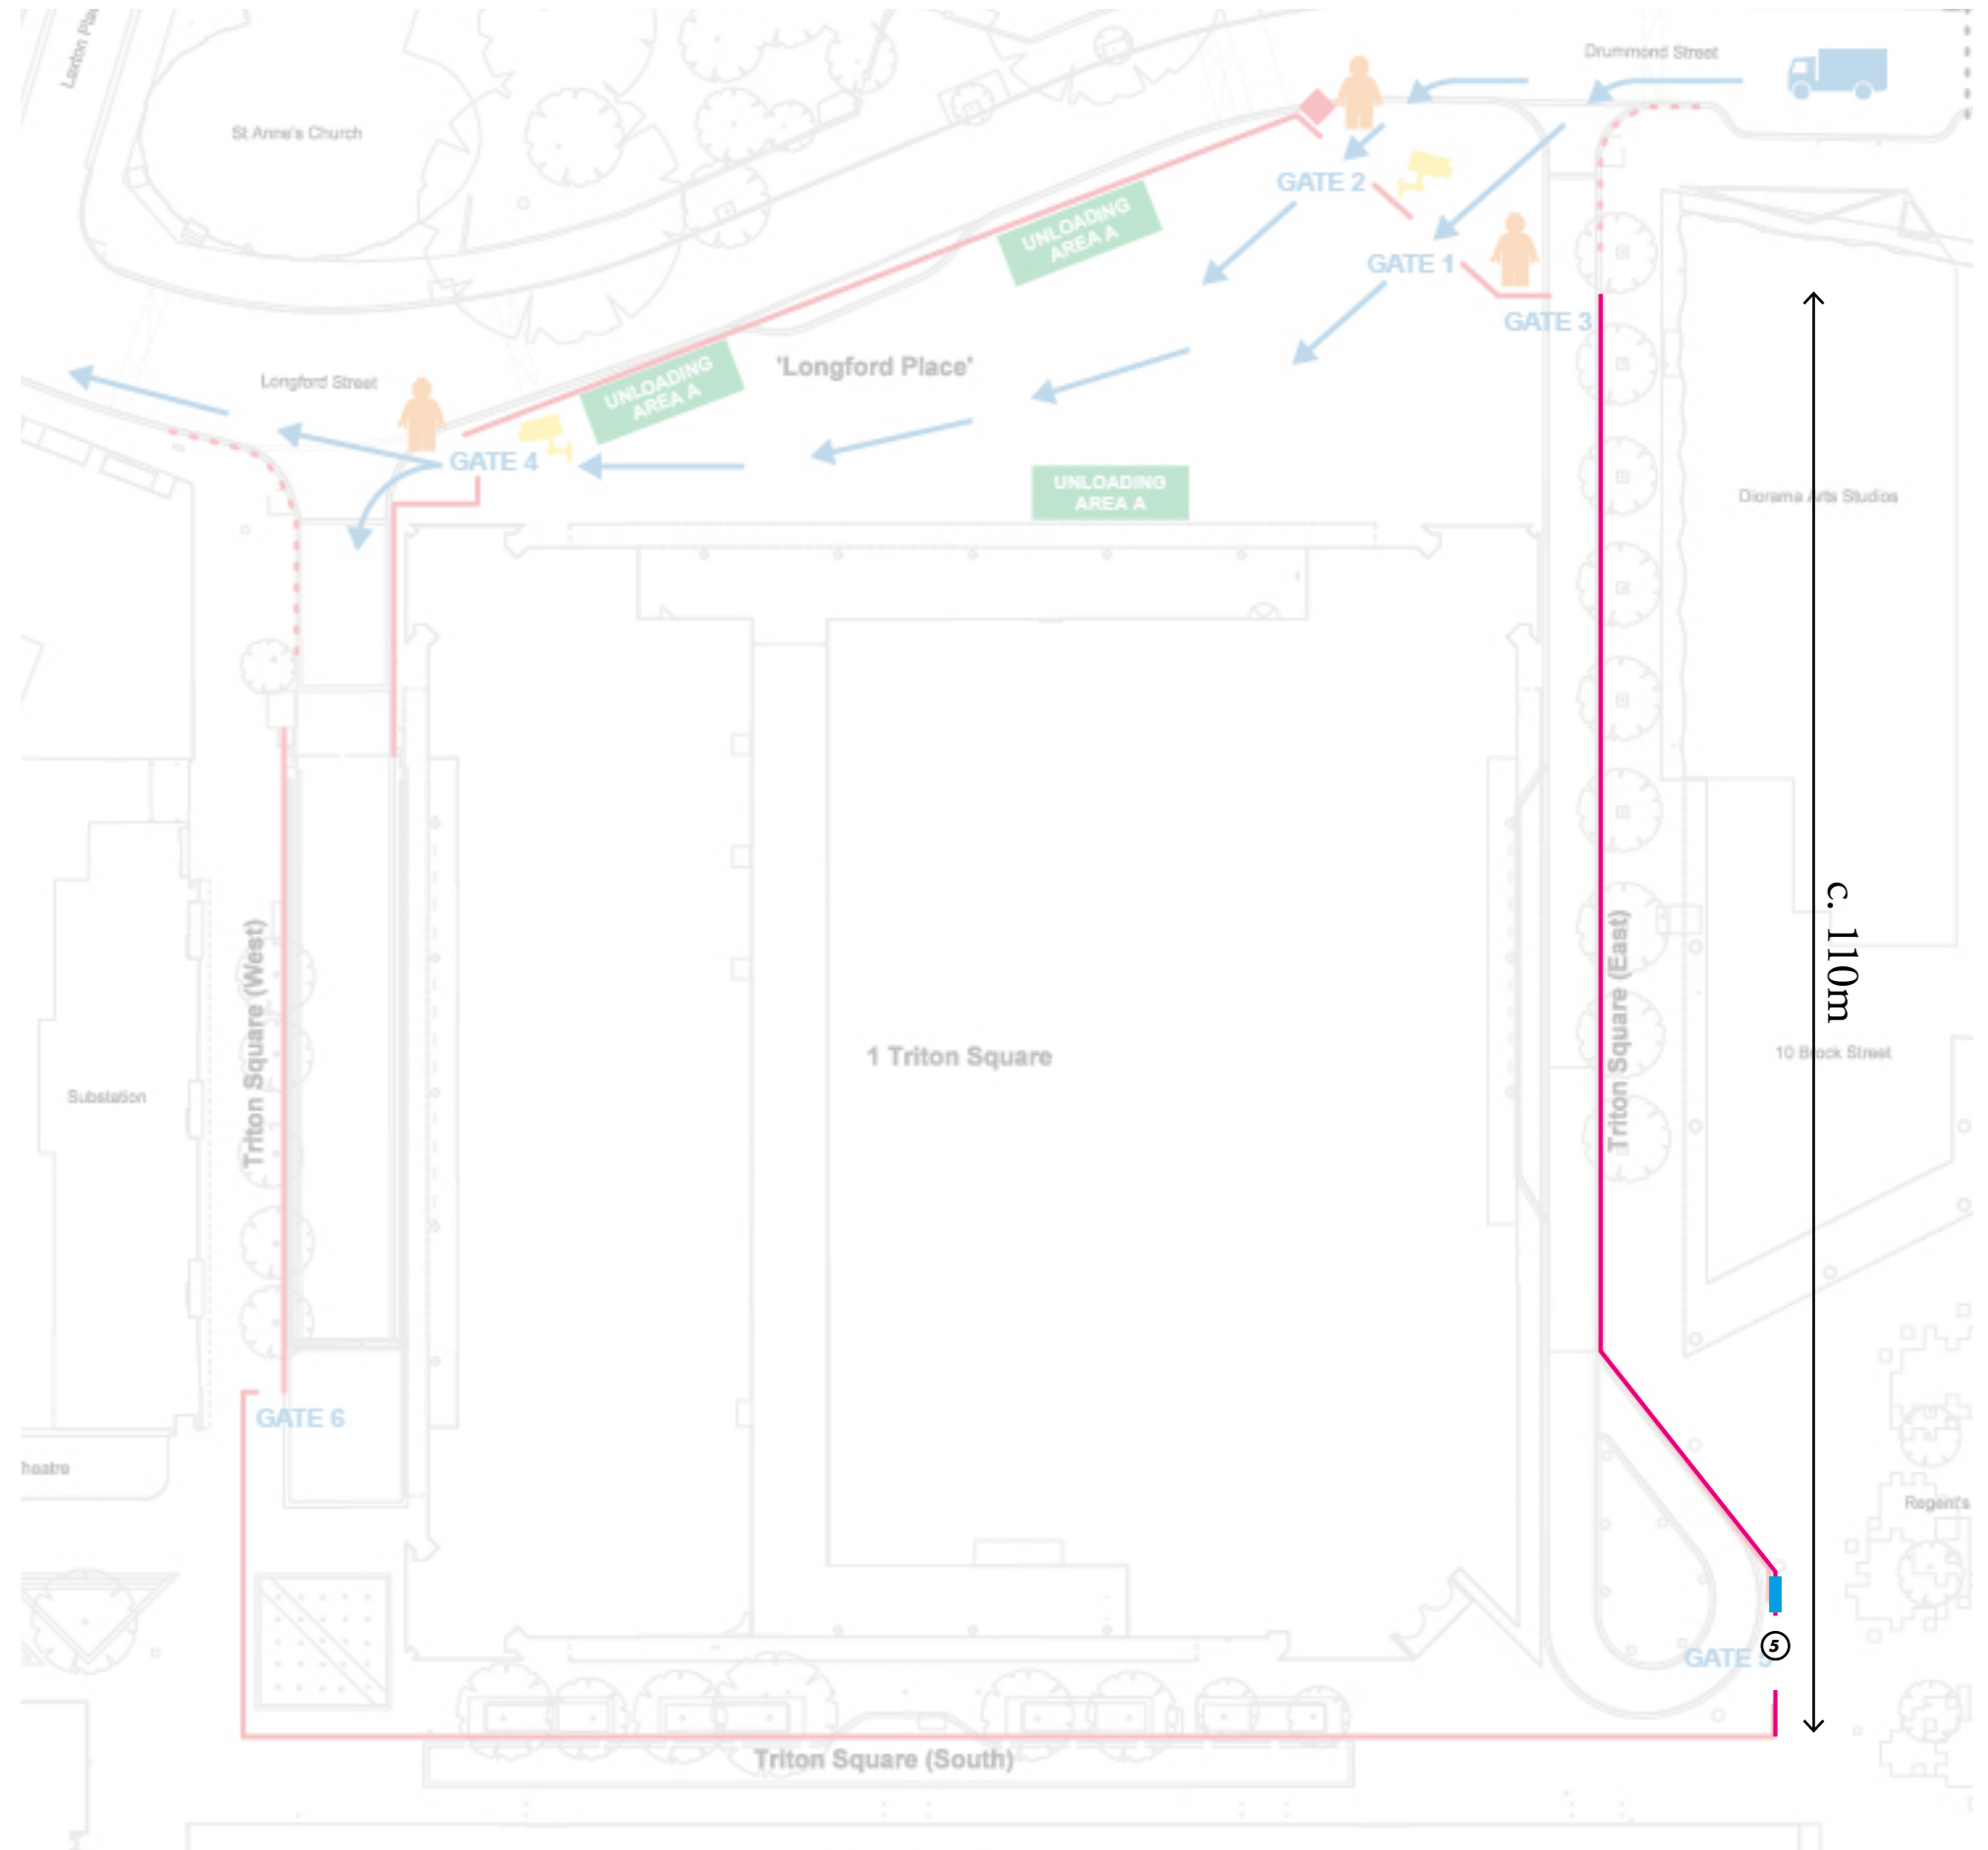 Drummond Street
St Anne's Church
GATE 2
UNLOADING
AREA A
GATE 1
GATE 3
'Longford Place'
UNLOADING
AREA A
Longford Street
GATE 4
UNLOADING
AREA A
Diorama Arts Studios
c. 110m
Triton Square (West)
Triton Square (East)
1 Triton Square
10 Brock Street
Substation
GATE 6
Theatre
Regent's
GATE 5
5
Triton Square (South)